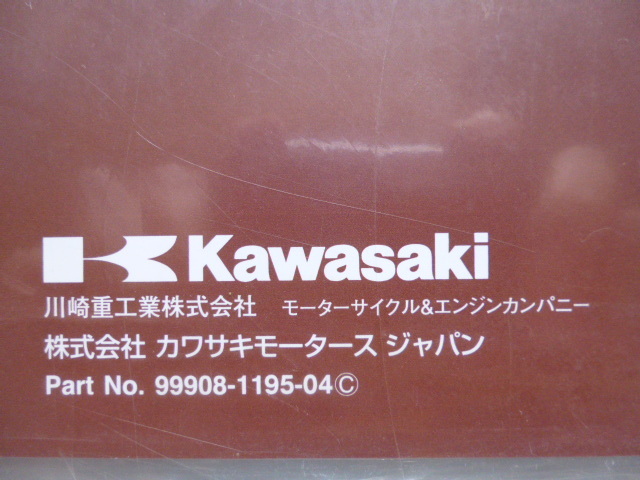 Kawasaki
川崎重工業株式会社 モーターサイクル&エンジンカンパニー
株式会社 カワサキモータース ジャパン
Part No. 99908-1195-04Ⓒ